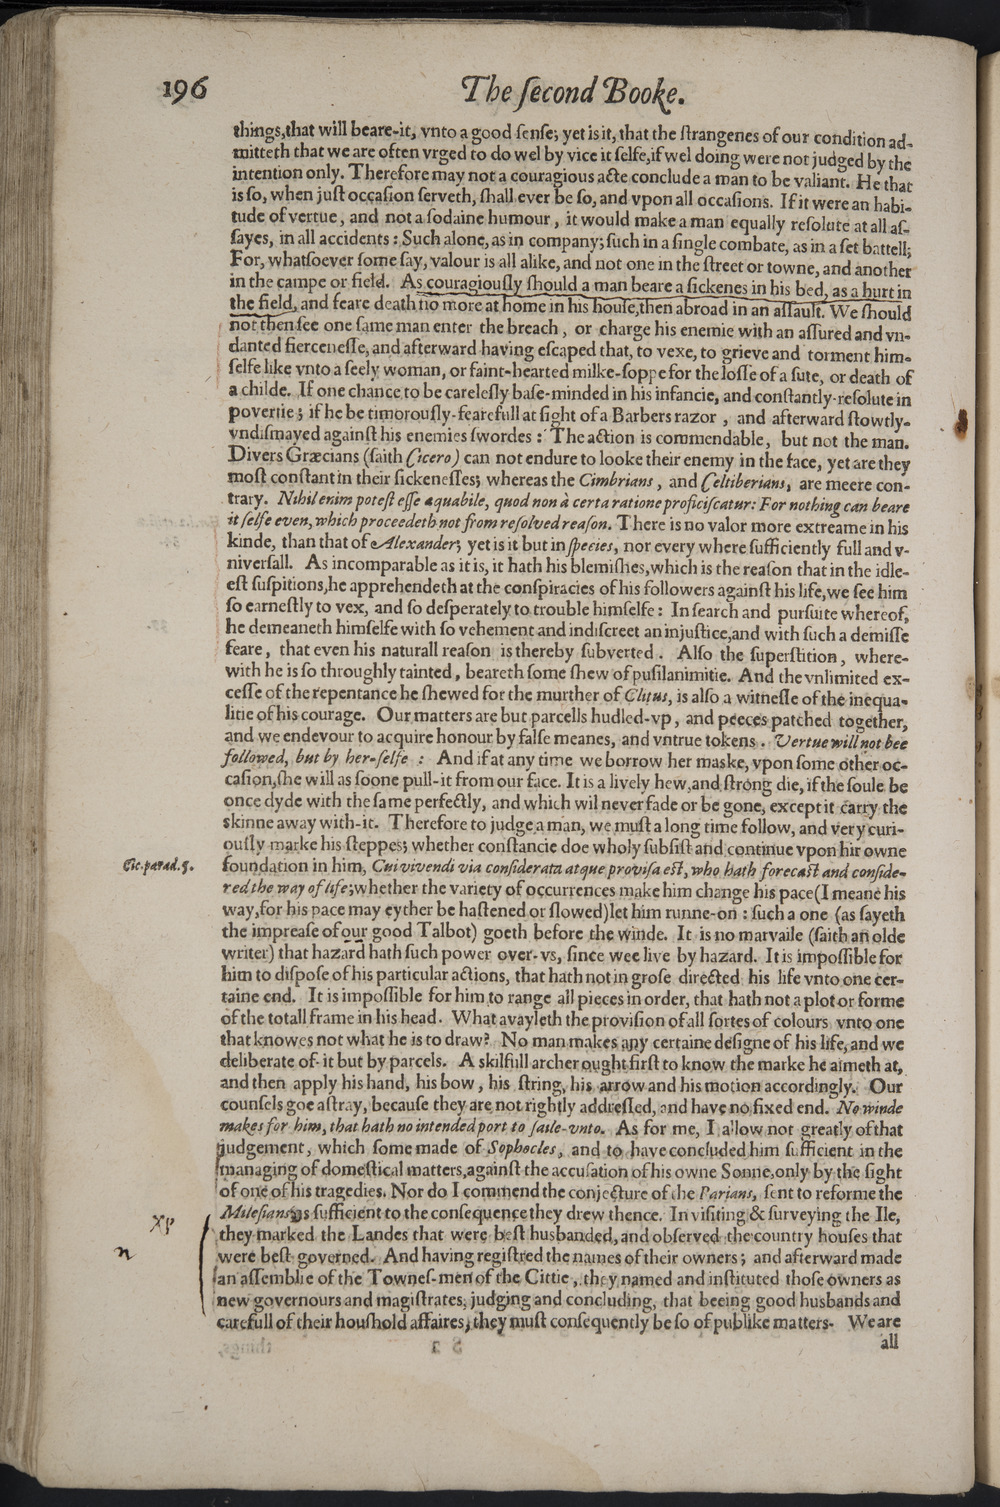 196
The ſecond Booke.
things,that will beare-it, vnto a good ſenſe; yet is it, that the ſtrangenes of our condition ad-
mitteth that we are often vrged to do wel by vice it ſelfe,if wel doing were not judged by the
intention only. Therefore may not a couragious acte conclude a man to be valiant. He that
is ſo, when juſt occaſion ſerveth, ſhall ever be ſo, and vpon all occaſions. If it were an habi-
tude of vertue, and not a ſodaine humour, it would make a man equally reſolute at all aſ-
ſayes, in all accidents: Such alone, as in company; ſuch in a ſingle combate, as in a ſet battell;
For, whatſoever ſome ſay, valour is all alike, and not one in the ſtreet or towne, and another
in the campe or field. As couragiouſly ſhould a man beare a ſickenes in his bed, as a hurt in
the field, and feare death no more at home in his houſe,then abroad in an aſſault. We ſhould
not then ſee one ſame man enter the breach, or charge his enemie with an aſſured and vn-
danted fierceneſſe, and afterward having eſcaped that, to vexe, to grieve and torment him-
ſelfe like vnto a ſeely woman, or faint-hearted milke-ſoppe for the loſſe of a ſute, or death of
a childe. If one chance to be careleſly baſe-minded in his infancie, and conſtantly-reſolute in
povertie; if he be timorouſly-fearefull at ſight of a Barbers razor, and afterward ſtowtly-
vndiſmayed againſt his enemies ſwordes: The action is commendable, but not the man.
Divers Græcians (ſaith Cicero) can not endure to looke their enemy in the face, yet are they
moſt conſtant in their ſickeneſſes; whereas the Cimbrians, and Celtiberians, are meere con-
trary. Nihil enim poteſt eſſe æquabile, quod non à certa ratione proficiſcatur: For nothing can beare
it ſelfe even, which proceedeth not from reſolved reaſon. There is no valor more extreame in his
kinde, than that of Alexander; yet is it but in ſpecies, nor every where ſufficiently full and v-
niverſall. As incomparable as it is, it hath his blemiſhes,which is the reaſon that in the idle-
eſt ſuſpitions,he apprehendeth at the conſpiracies of his followers againſt his life,we ſee him
ſo earneſtly to vex, and ſo deſperately to trouble himſelfe: In ſearch and purſuite whereof,
he demeaneth himſelfe with ſo vehement and indiſcreet an injuſtice,and with ſuch a demiſſe
feare, that even his naturall reaſon is thereby ſubverted. Alſo the ſuperſtition, where-
with he is ſo throughly tainted, beareth ſome ſhew of puſilanimitie. And the vnlimited ex-
ceſſe of the repentance he ſhewed for the murther of Clitus, is alſo a witneſſe of the inequa-
litie of his courage. Our matters are but parcells hudled-vp, and peeces patched together,
and we endevour to acquire honour by falſe meanes, and vntrue tokens. Vertue will not bee
followed, but by her-ſelfe: And if at any time we borrow her maske, vpon ſome other oc-
caſion,ſhe will as ſoone pull-it from our face. It is a lively hew,and ſtrong die, if the ſoule be
once dyde with the ſame perfectly, and which wil never fade or be gone, except it carry the
skinne away with-it. Therefore to judge a man, we muſt a long time follow, and very curi-
ouſly marke his ſteppes; whether conſtancie doe wholy ſubſiſt and continue vpon hir owne
Cic. parad. 5.
foundation in him, Cui vivendi via conſiderata atque proviſa eſt, who hath forecaſt and conſide-
red the way of life;whether the variety of occurrences make him change his pace(I meane his
way,for his pace may eyther be haſtened or ſlowed)let him runne-on: ſuch a one (as ſayeth
the impreaſe of our good Talbot) goeth before the winde. It is no marvaile (ſaith an olde
writer) that hazard hath ſuch power over-vs, ſince wee live by hazard. It is impoſſible for
him to diſpoſe of his particular actions, that hath not in groſe directed his life vnto one cer-
taine end. It is impoſſible for him to range all pieces in order, that hath not a plot or forme
of the totall frame in his head. What avayleth the proviſion of all ſortes of colours vnto one
that knowes not what he is to draw? No man makes any certaine deſigne of his life, and we
deliberate of-it but by parcels. A skilfull archer ought firſt to know the marke he aimeth at,
and then apply his hand, his bow, his ſtring, his arrow and his motion accordingly. Our
counſels goe aſtray, becauſe they are not rightly addreſſed, and have no fixed end. No winde
makes for him, that hath no intended port to ſaile-vnto. As for me, I allow not greatly of that
judgement, which ſome made of Sophocles, and to have concluded him ſufficient in the
managing of domeſtical matters,againſt the accuſation of his owne Sonne,only by the ſight
of one of his tragedies. Nor do I commend the conjecture of the Parians, ſent to reforme the
Mileſians, as ſufficient to the conſequence they drew thence. In viſiting & ſurveying the Ile,
they marked the Landes that were beſt husbanded, and obſerved the country houſes that
n
were beſt governed. And having regiſtred the names of their owners; and afterward made
an aſſemblie of the Townes-men of the Cittie, they named and inſtituted thoſe owners as
new governours and magiſtrates, judging and concluding, that beeing good husbands and
carefull of their houſhold affaires, they muſt conſequently be ſo of publike matters. We are
all